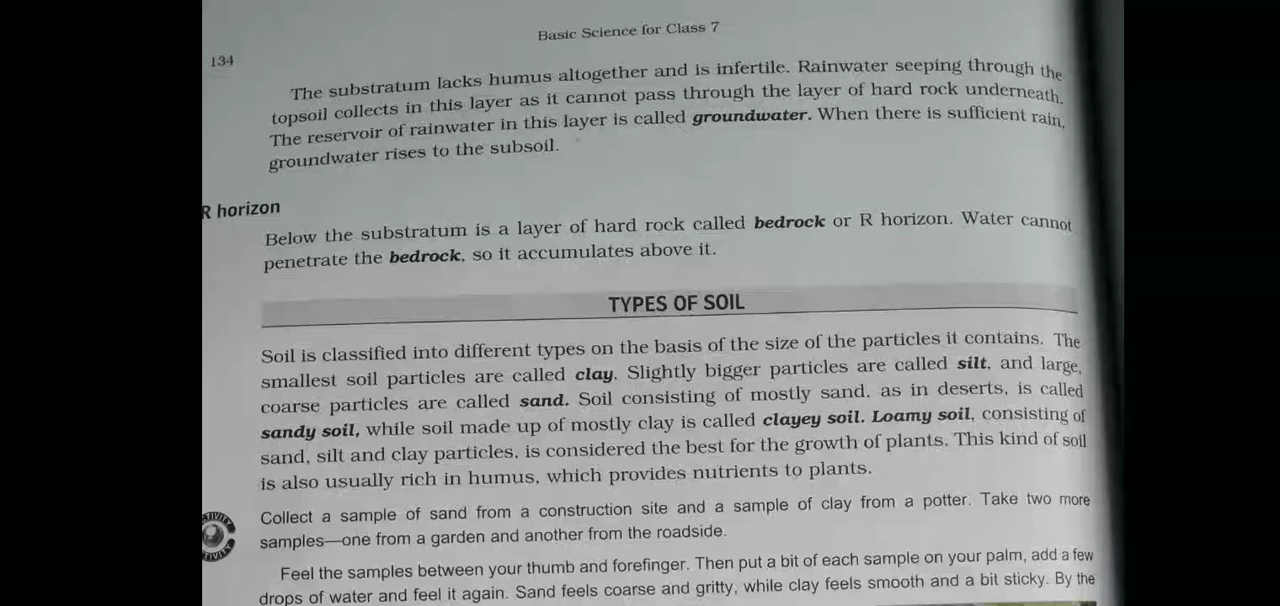 Basic Science for Class 7
134
The substratum lacks humus altogether and is infertile. Rainwater seeping through the
topsoil collects in this layer as it cannot pass through the layer of hard rock underneath.
The reservoir of rainwater in this layer is called groundwater. When there is sufficient rain,
groundwater rises to the subsoil.
R horizon
Below the substratum is a layer of hard rock called bedrock or R horizon. Water cannot
penetrate the bedrock, so it accumulates above it.
TYPES OF SOIL
Soil is classified into different types on the basis of the size of the particles it contains. The
smallest soil particles are called clay. Slightly bigger particles are called silt, and large,
coarse particles are called sand. Soil consisting of mostly sand, as in deserts, is called
sandy soil, while soil made up of mostly clay is called clayey soil. Loamy soil, consisting of
sand, silt and clay particles, is considered the best for the growth of plants. This kind of soil
is also usually rich in humus, which provides nutrients to plants.
Collect a sample of sand from a construction site and a sample of clay from a potter. Take two more
samples—one from a garden and another from the roadside.
Feel the samples between your thumb and forefinger. Then put a bit of each sample on your palm, add a few
drops of water and feel it again. Sand feels coarse and gritty, while clay feels smooth and a bit sticky. By the